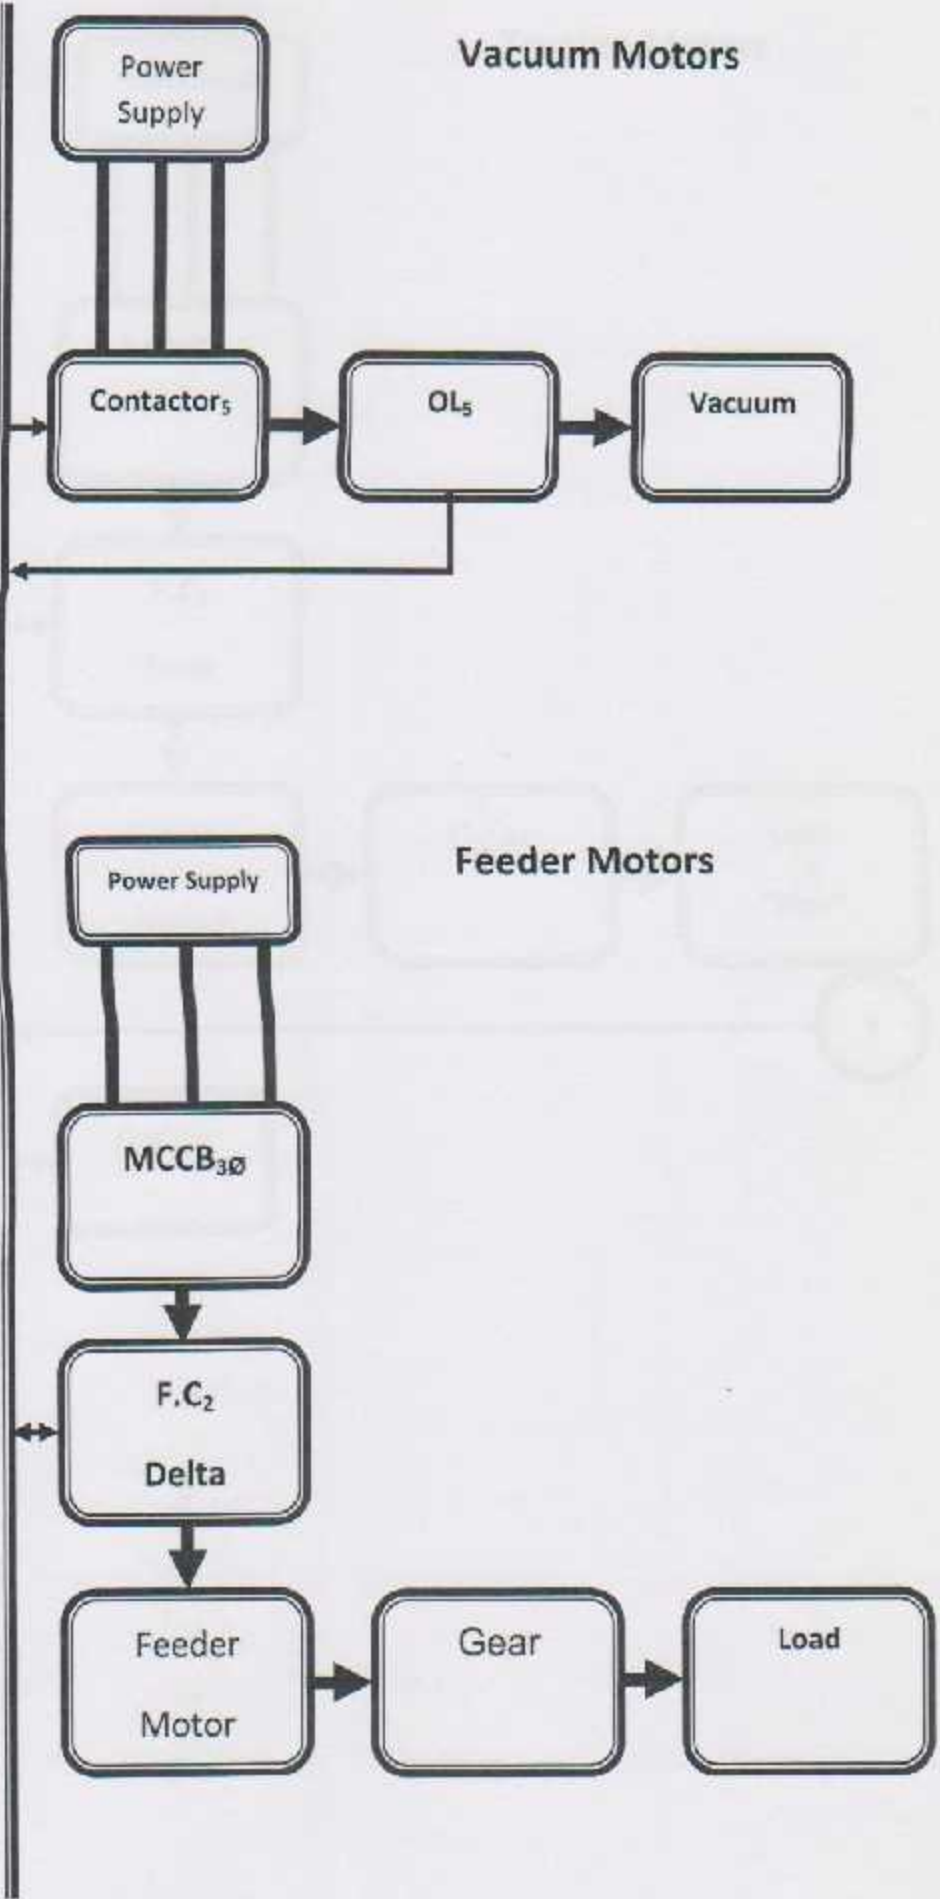 Vacuum Motors
Power
Supply
Contactor₅
OL₅
Vacuum
Feeder Motors
Power Supply
MCCB₃Ø
F.C₂
Delta
Feeder
Motor
Gear
Load